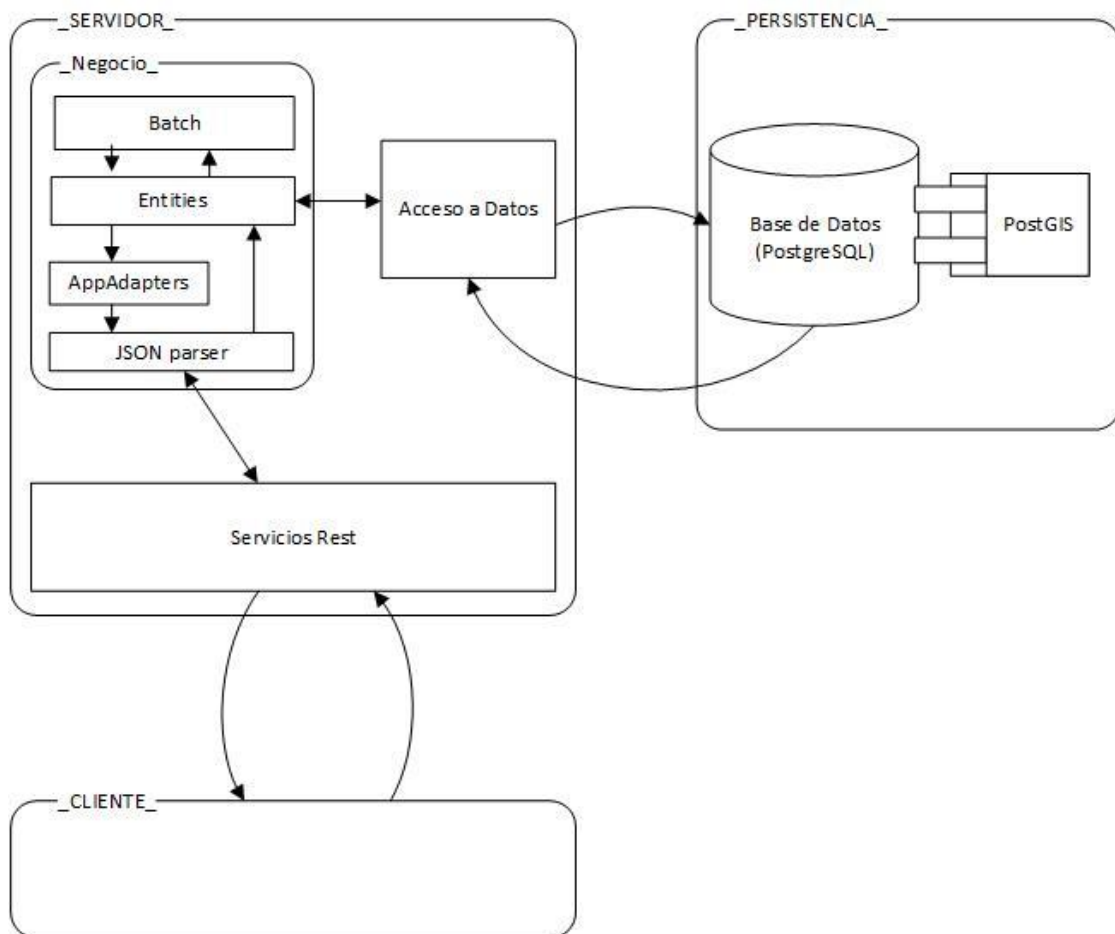 _SERVIDOR_
_PERSISTENCIA_
_Negocio_
Batch
Entities
Acceso a Datos
Base de Datos
(PostgreSQL)
PostGIS
AppAdapters
JSON parser
Servicios Rest
_CLIENTE_